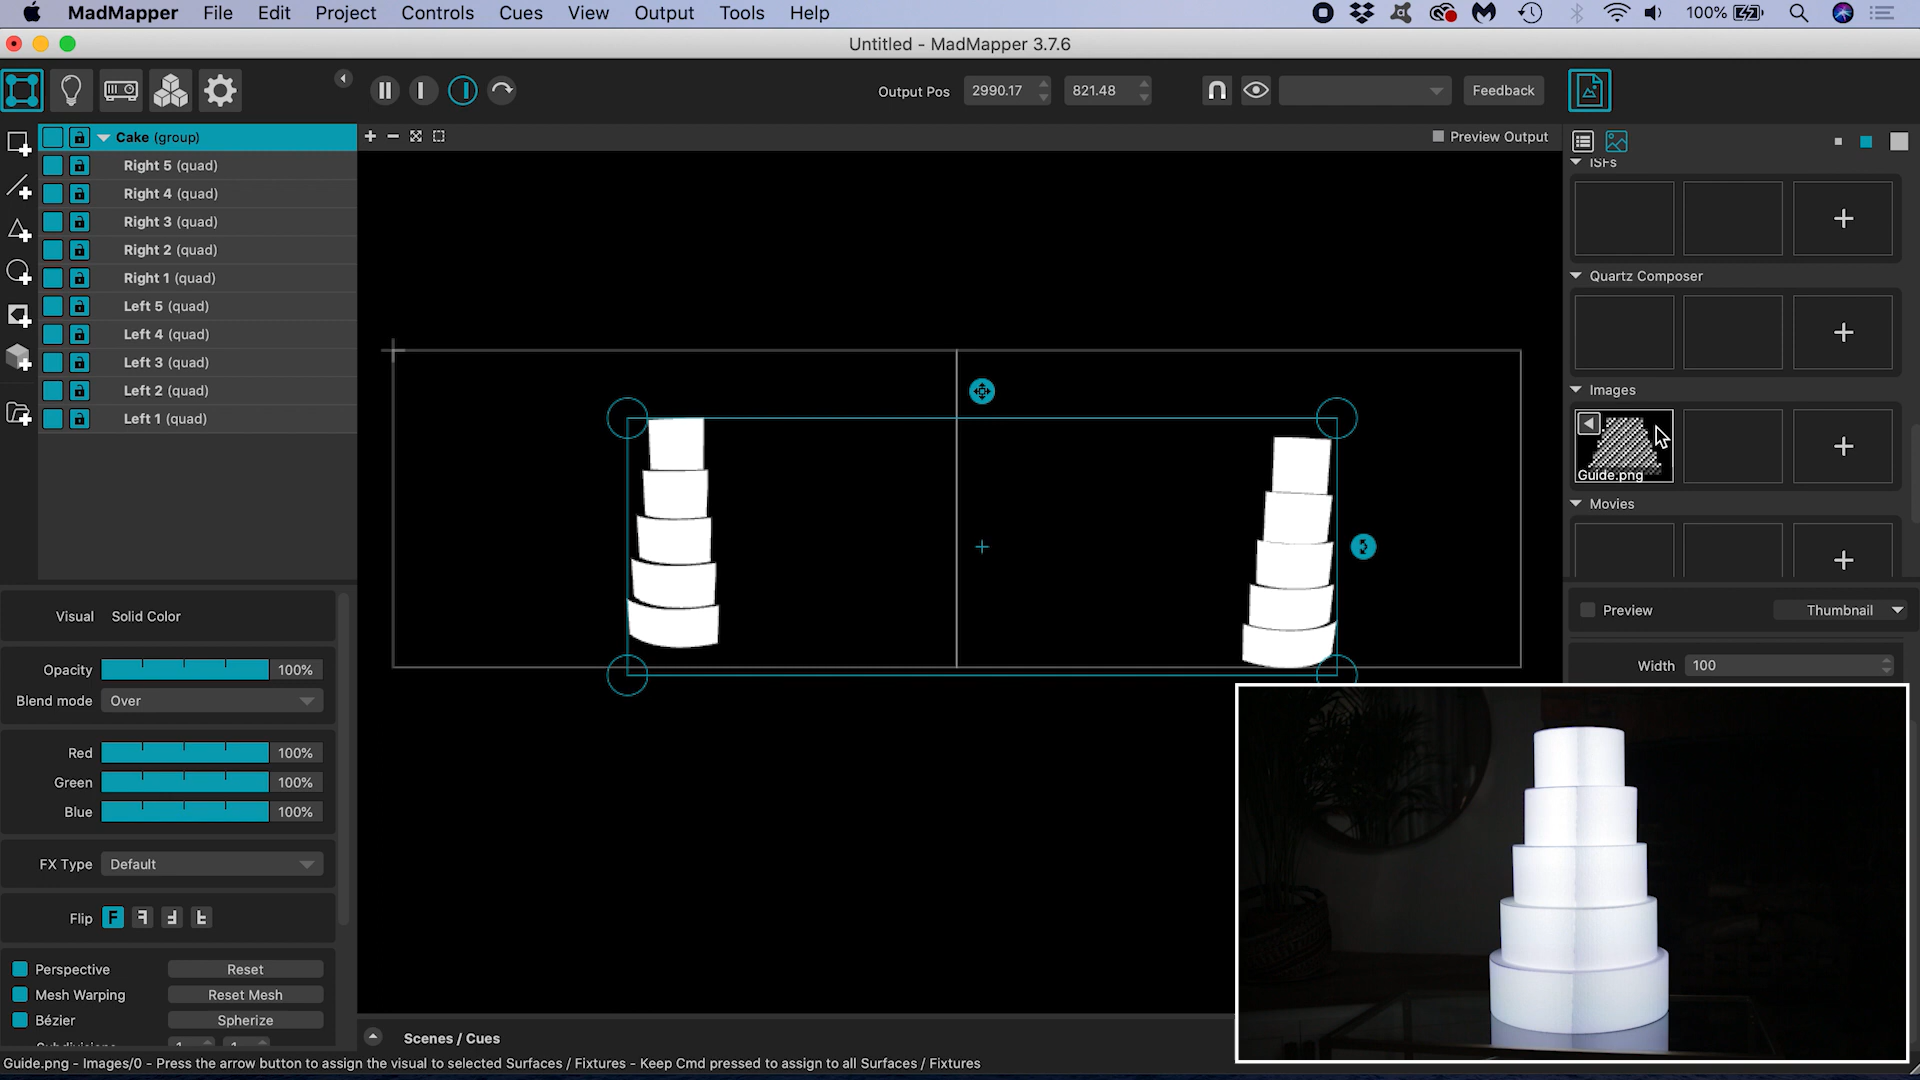 MadMapper File Edit Project Controls Cues View Output Tools Help 100%
Untitled - MadMapper 3.7.6
Output Pos 2990.17 821.48 Feedback
Cake (group)
Preview Output
Right 5 (quad)
Right 4 (quad)
Right 3 (quad)
Right 2 (quad)
Right 1 (quad)
Left 5 (quad)
Left 4 (quad)
Left 3 (quad)
Left 2 (quad)
Left 1 (quad)
ISFs
Quartz Composer
Images
Guide.png
Movies
Preview Thumbnail
Width 100
Visual Solid Color
Opacity 100%
Blend mode Over
Red 100%
Green 100%
Blue 100%
FX Type Default
Flip
Perspective Reset
Mesh Warping Reset Mesh
Bézier Spherize
Subdivisions 1 1
Scenes / Cues
Guide.png - Images/0 - Press the arrow button to assign the visual to selected Surfaces / Fixtures - Keep Cmd pressed to assign to all Surfaces / Fixtures